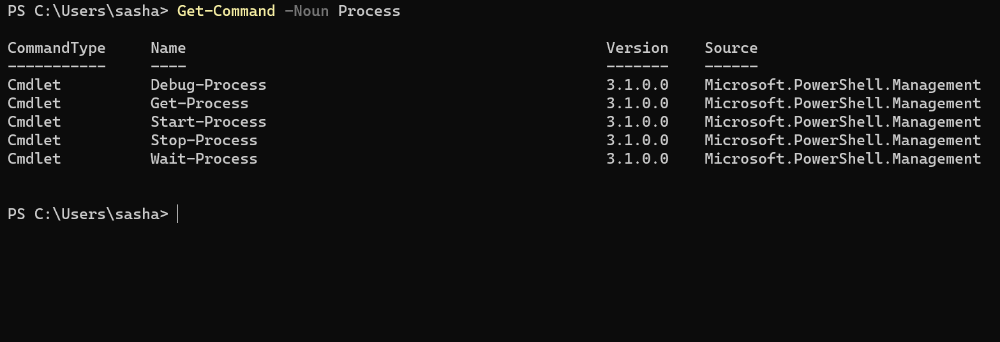 PS C:\Users\sasha> Get-Command -Noun Process
CommandType     Name                                               Version    Source
-----------     ----                                               -------    ------
Cmdlet          Debug-Process                                      3.1.0.0    Microsoft.PowerShell.Management
Cmdlet          Get-Process                                        3.1.0.0    Microsoft.PowerShell.Management
Cmdlet          Start-Process                                      3.1.0.0    Microsoft.PowerShell.Management
Cmdlet          Stop-Process                                       3.1.0.0    Microsoft.PowerShell.Management
Cmdlet          Wait-Process                                       3.1.0.0    Microsoft.PowerShell.Management
PS C:\Users\sasha>